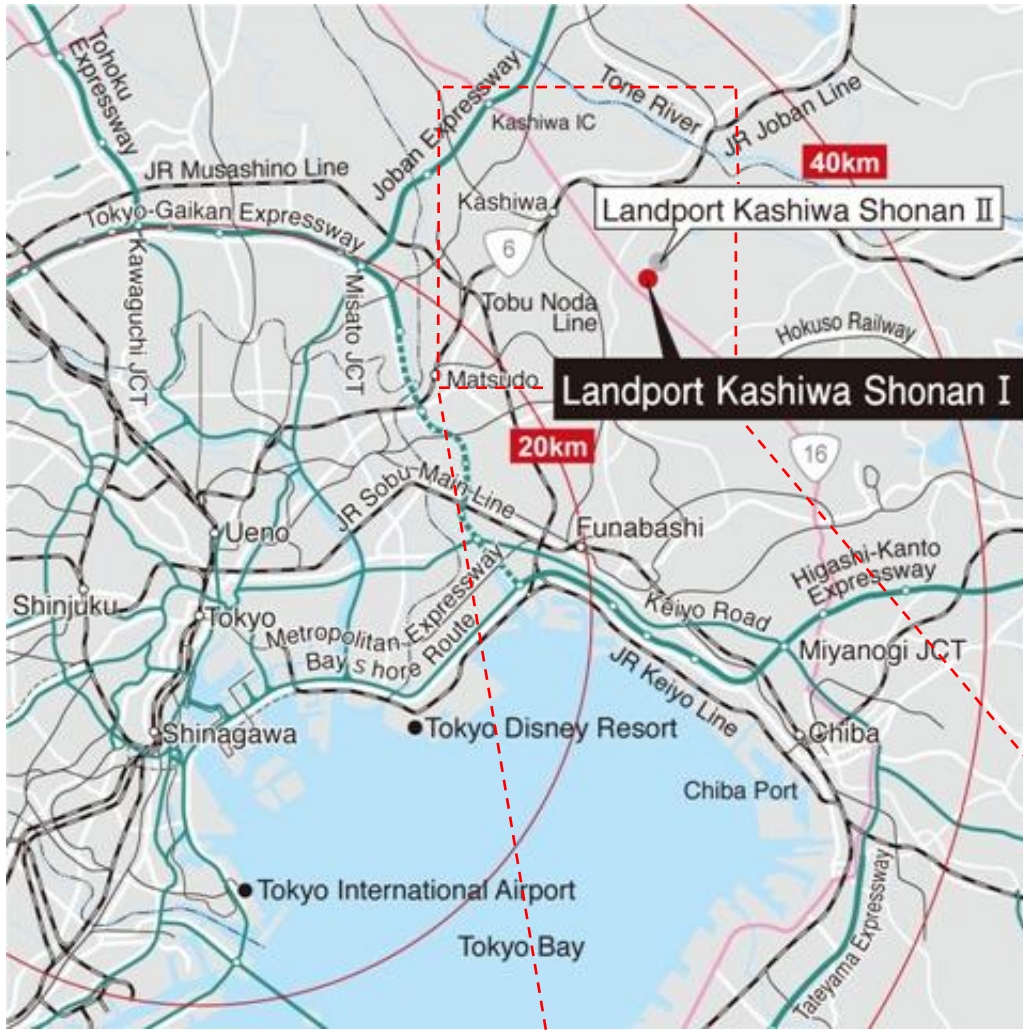 Tohoku
Expressway
Joban Expressway
Kashiwa IC
Tone River
JR Joban Line
JR Musashino Line
40km
Tokyo-Gaikan Expressway
Kashiwa
Landport Kashiwa Shonan Ⅱ
6
Kawaguchi JCT
Misato JCT
Tobu Noda
Line
Hokuso Railway
Matsudo
Landport Kashiwa Shonan Ⅰ
20km
16
JR Sobu-Main-Line
Ueno
Funabashi
Higashi-Kanto
Expressway
Shinjuku
Tokyo
Metropolitan-Expressway
Bay s hore Route
Keiyo Road
Miyanogi JCT
JR Keiyo Line
Shinagawa
Tokyo Disney Resort
Chiba
Chiba Port
Tokyo International Airport
Tokyo Bay
Tateyama Expressway